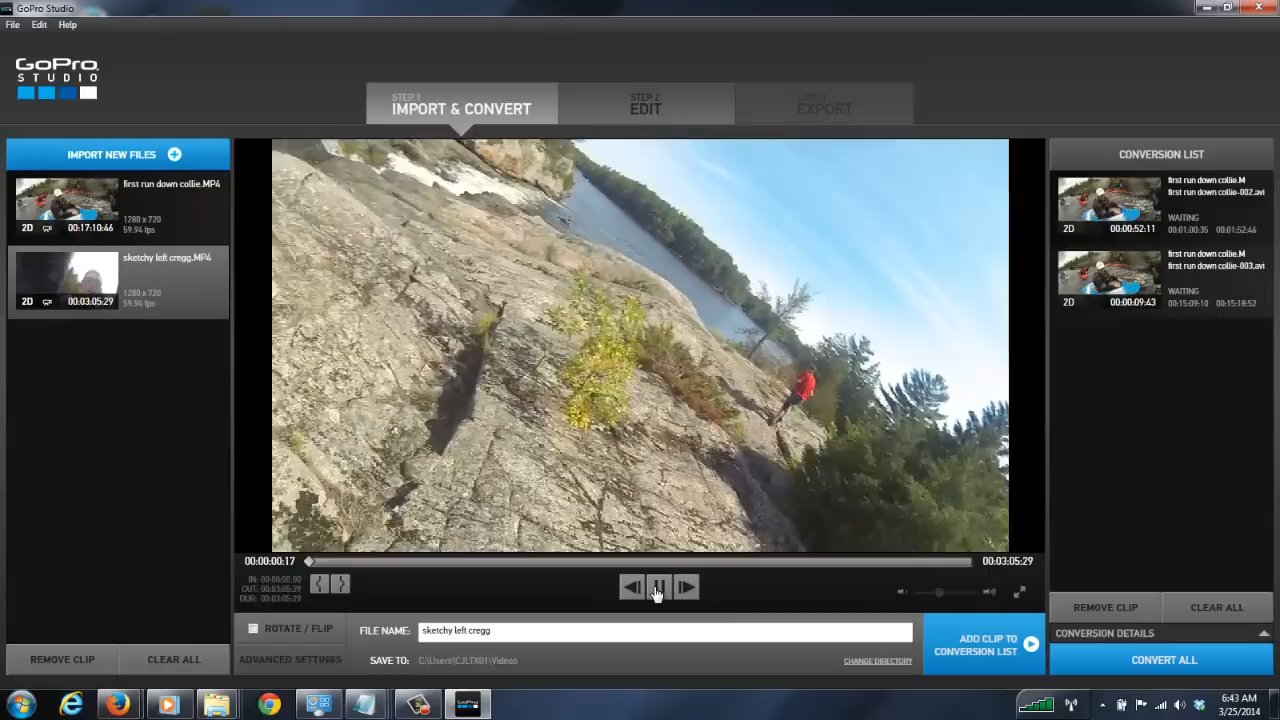 GoPro Studio
File Edit Help
GoPro
STUDIO
STEP 1
IMPORT & CONVERT
STEP 2
EDIT
STEP 3
EXPORT
IMPORT NEW FILES
first run down collie.MP4
1280 x 720
59.94 fps
2D 00:17:10:46
sketchy left cregg.MP4
1280 x 720
59.94 fps
2D 00:03:05:29
REMOVE CLIP CLEAR ALL
00:00:00:17 00:03:05:29
IN: 00:00:00:00
OUT: 00:03:05:29
DUR: 00:03:05:29
ROTATE / FLIP
ADVANCED SETTINGS
FILE NAME: sketchy left cregg
SAVE TO: C:\Users\CJLTX01\Videos
CHANGE DIRECTORY
ADD CLIP TO
CONVERSION LIST
CONVERSION LIST
first run down collie.M
first run down collie-002.avi
WAITING
2D 00:00:52:11 00:01:00:35 00:01:52:46
first run down collie.M
first run down collie-003.avi
WAITING
2D 00:00:09:43 00:15:09:10 00:15:18:52
REMOVE CLIP CLEAR ALL
CONVERSION DETAILS
CONVERT ALL
6:43 AM
3/25/2014